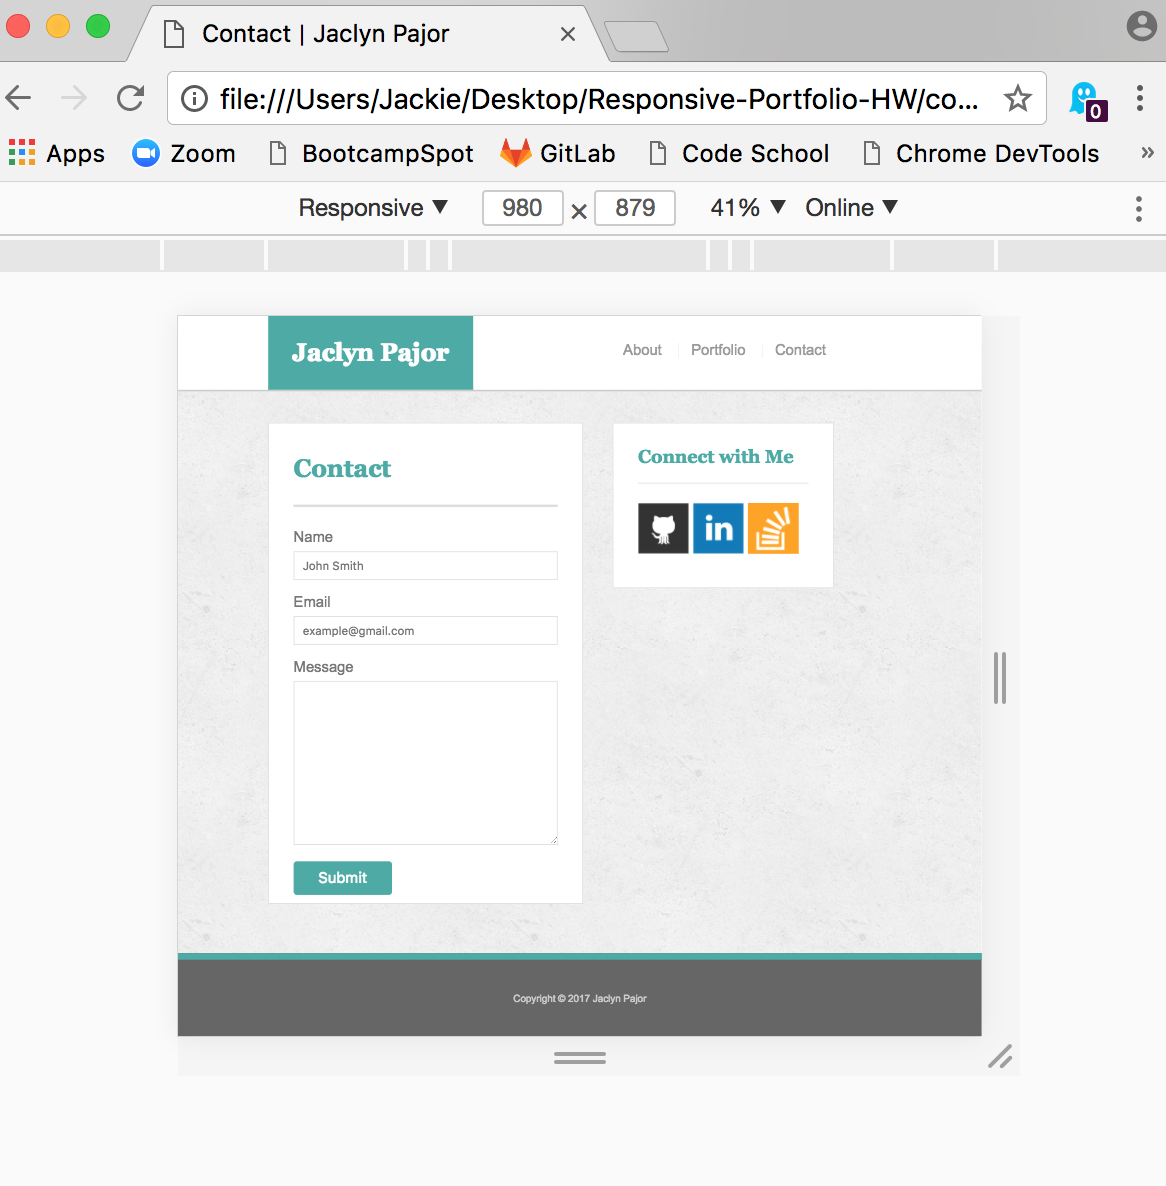 Contact | Jaclyn Pajor
file:///Users/Jackie/Desktop/Responsive-Portfolio-HW/co...
0
Apps Zoom BootcampSpot GitLab Code School Chrome DevTools »
Responsive ▼ 980 × 879 41% ▼ Online ▼
Jaclyn Pajor About Portfolio Contact
Contact
Name
John Smith
Email
example@gmail.com
Message
Submit
Connect with Me
in
Copyright © 2017 Jaclyn Pajor